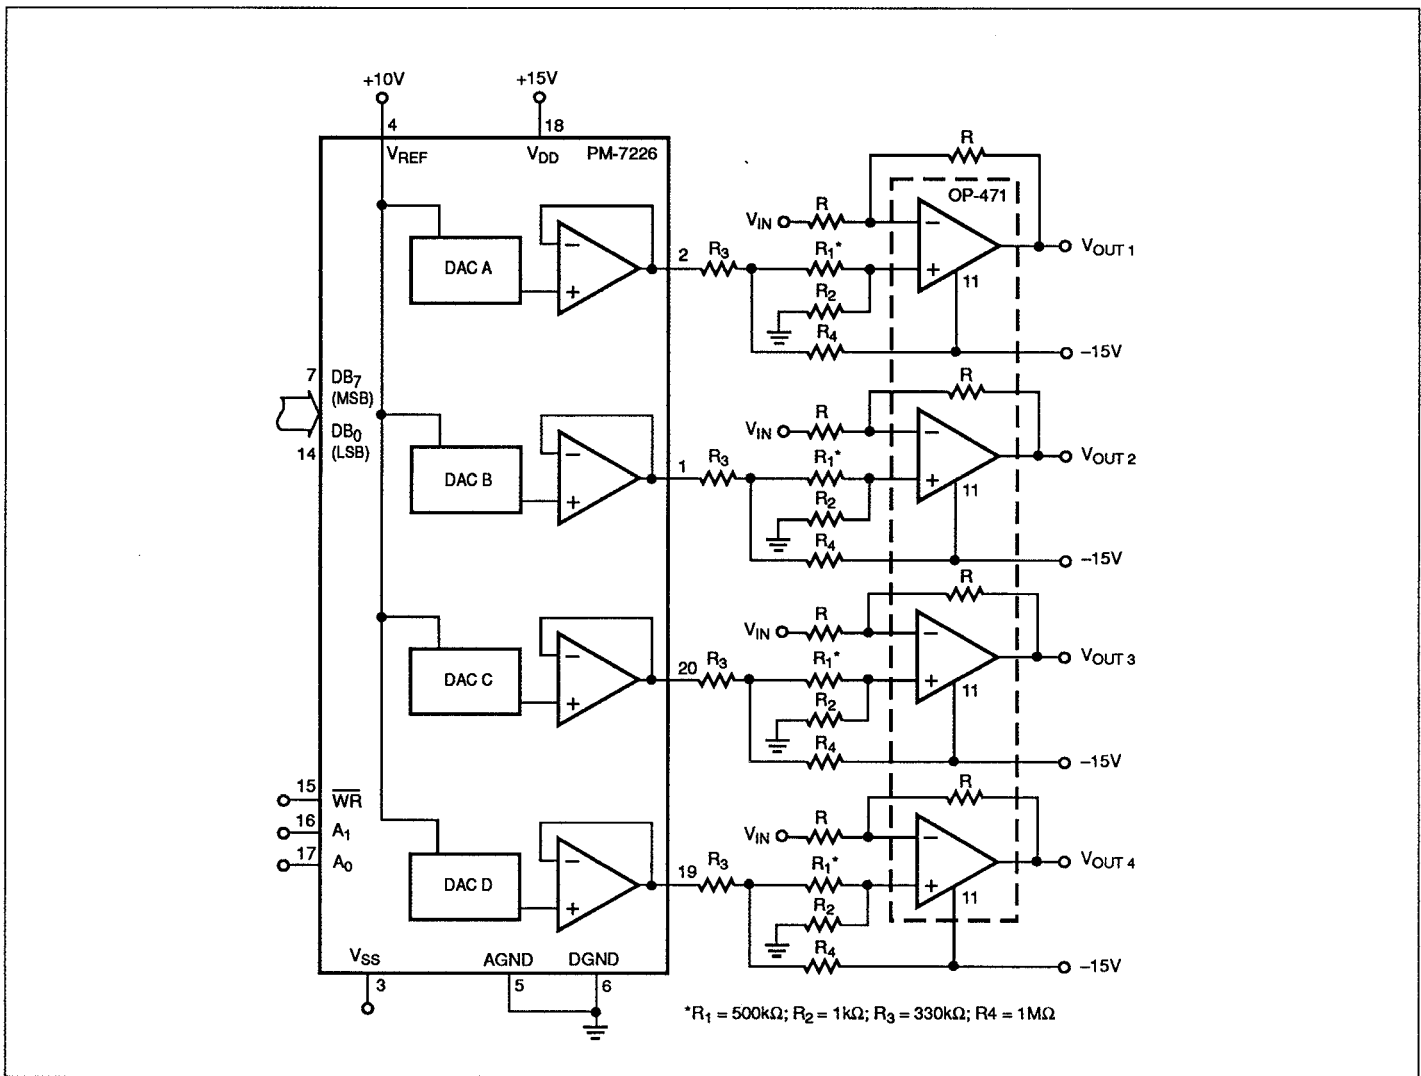 +10V
+15V
4
18
VREF
VDD
PM-7226
R
OP-471
VIN
R
DAC A
2
R3
R1*
R2
R4
−
+
−
+
11
VOUT 1
−15V
7
DB7
(MSB)
DB0
(LSB)
14
DAC B
−
+
1
R3
VIN
R
R
R1*
R2
R4
−
+
11
VOUT 2
−15V
DAC C
−
+
20
R3
VIN
R
R
R1*
R2
R4
−
+
11
VOUT 3
−15V
15
WR
16
A1
17
A0
DAC D
−
+
19
R3
VIN
R
R
R1*
R2
R4
−
+
11
VOUT 4
−15V
VSS
3
AGND
5
DGND
6
*R1 = 500kΩ; R2 = 1kΩ; R3 = 330kΩ; R4 = 1MΩ